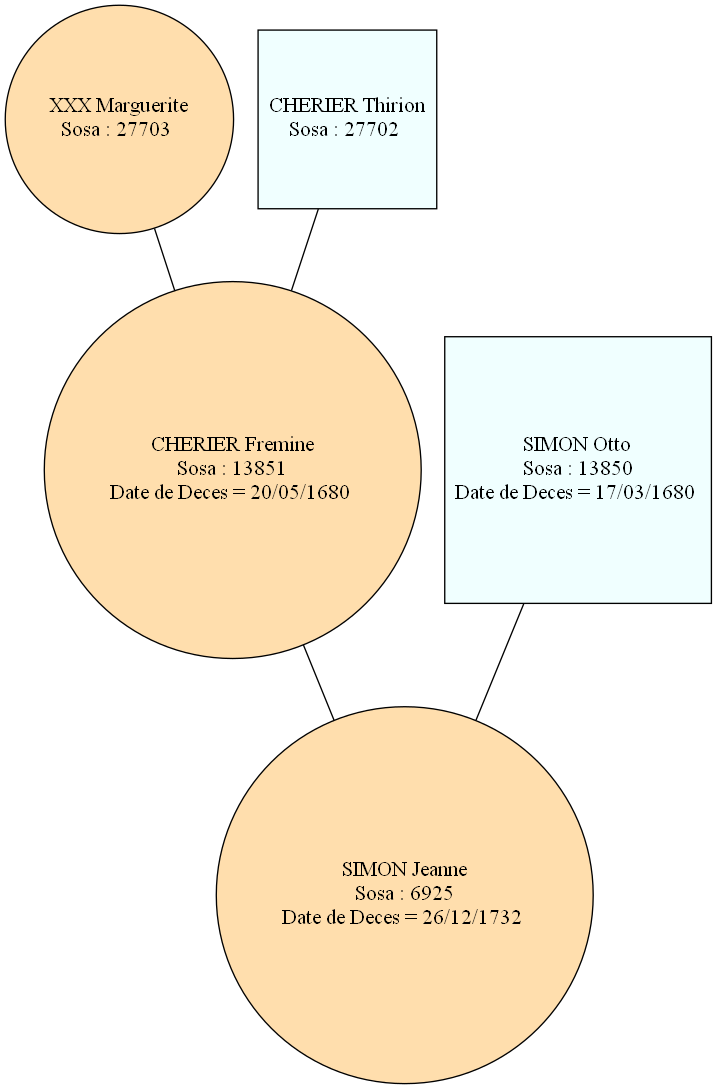 XXX Marguerite
Sosa : 27703
CHERIER Thirion
Sosa : 27702
CHERIER Fremine
Sosa : 13851
Date de Deces = 20/05/1680
SIMON Otto
Sosa : 13850
Date de Deces = 17/03/1680
SIMON Jeanne
Sosa : 6925
Date de Deces = 26/12/1732